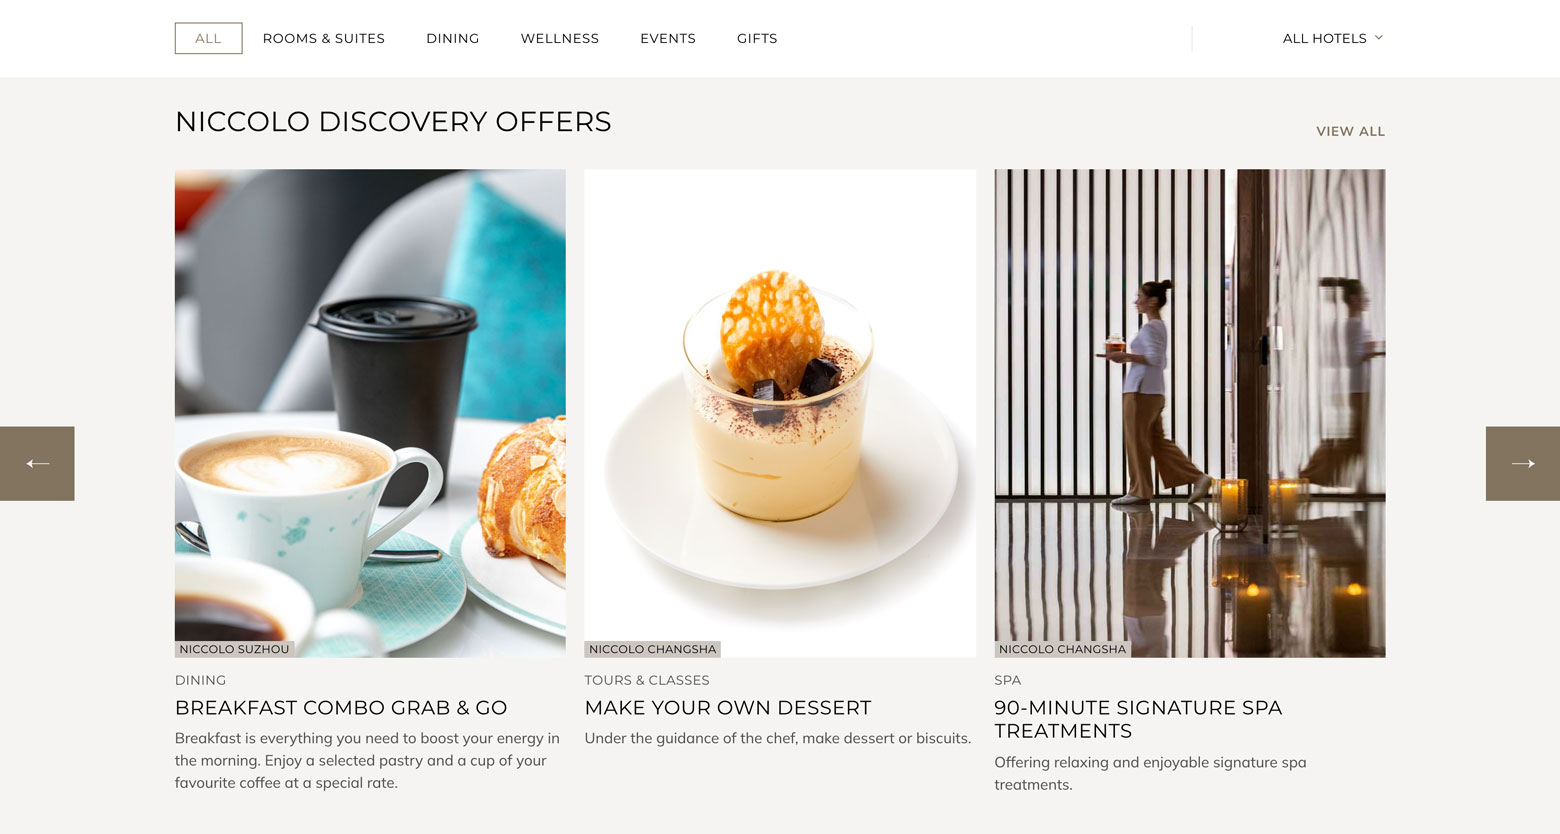 ALL
ROOMS & SUITES
DINING
WELLNESS
EVENTS
GIFTS
ALL HOTELS
NICCOLO DISCOVERY OFFERS
VIEW ALL
NICCOLO SUZHOU
DINING
BREAKFAST COMBO GRAB & GO
Breakfast is everything you need to boost your energy in
the morning. Enjoy a selected pastry and a cup of your
favourite coffee at a special rate.
NICCOLO CHANGSHA
TOURS & CLASSES
MAKE YOUR OWN DESSERT
Under the guidance of the chef, make dessert or biscuits.
NICCOLO CHANGSHA
SPA
90-MINUTE SIGNATURE SPA
TREATMENTS
Offering relaxing and enjoyable signature spa
treatments.